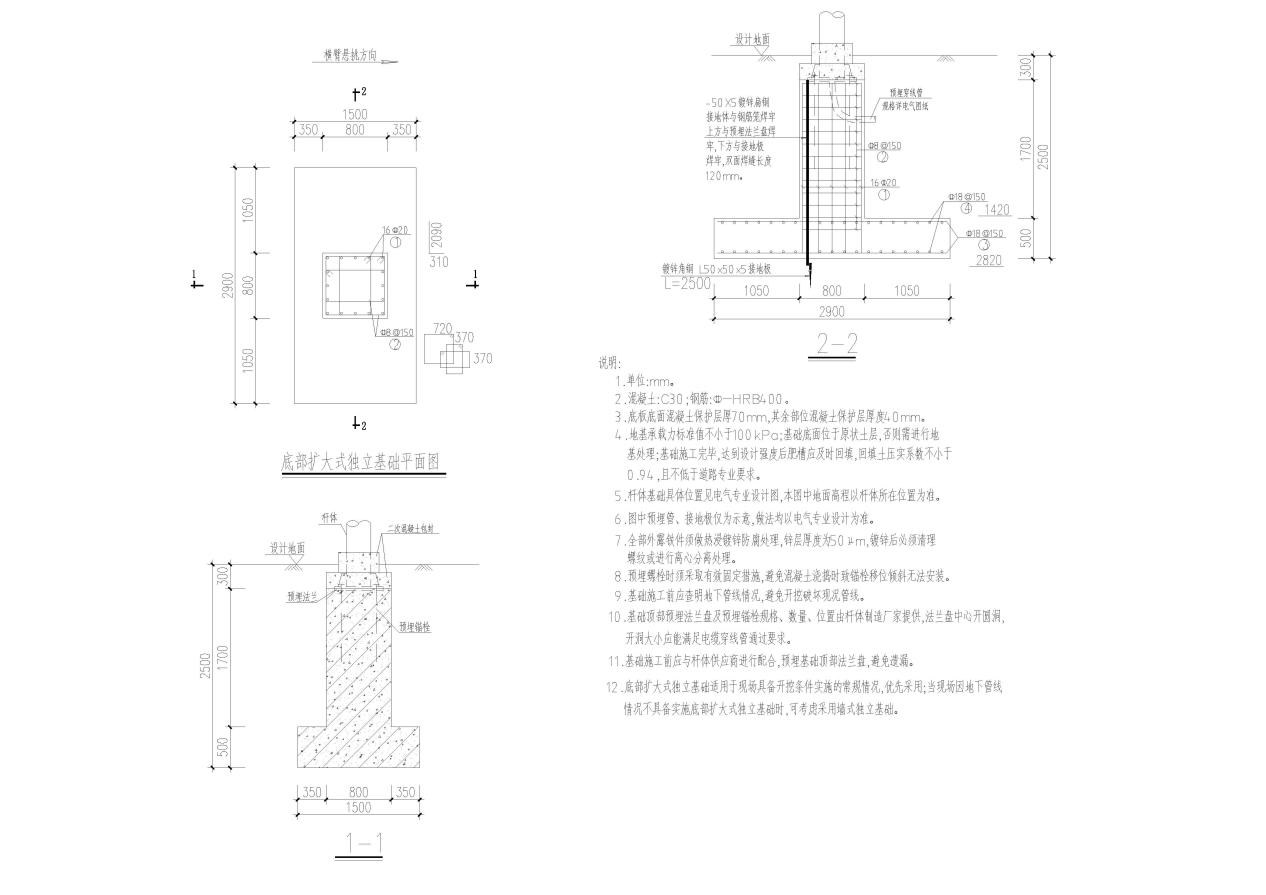 横臂悬挑方向
2
1500
350 800 350
1050
800
1050
2900
16Φ20
1
2090
310
1
1
Φ8@150
2
720
370
370
2
底部扩大式独立基础平面图
杆体
二次混凝土包封
设计地面
预埋法兰
预埋锚栓
300
1700
500
2500
350 800 350
1500
1-1
设计地面
-50X5镀锌扁钢
接地体与钢筋笼焊牢
上方与预埋法兰盘焊
牢,下方与接地板
焊牢,双面焊缝长度
120mm。
预埋穿线管
规格详电气图纸
Φ8@150
2
16Φ20
1
Φ18@150
4
1420
Φ18@150
3
2820
300
1700
500
2500
镀锌角钢 L50x50x5接地板
L=2500
1050 800 1050
2900
2-2
说明:
1.单位:mm。
2.混凝土:C30;钢筋:Φ—HRB400。
3.底板底面混凝土保护层厚70mm,其余部位混凝土保护层厚度40mm。
4.地基承载力标准值不小于100kPa;基础底面位于原状土层,否则需进行地
基处理;基础施工完毕,达到设计强度后肥槽应及时回填,回填土压实系数不小于
0.94,且不低于道路专业要求。
5.杆体基础具体位置见电气专业设计图,本图中地面高程以杆体所在位置为准。
6.图中预埋管、接地极仅为示意,做法均以电气专业设计为准。
7.全部外露铁件须做热浸镀锌防腐处理,锌层厚度为50μm,镀锌后必须清理
螺纹或进行离心分离处理。
8.预埋螺栓时须采取有效固定措施,避免混凝土浇捣时致锚栓移位倾斜无法安装。
9.基础施工前应查明地下管线情况,避免开挖破坏现况管线。
10.基础顶部预埋法兰盘及预埋锚栓规格、数量、位置由杆体制造厂家提供,法兰盘中心开圆洞,
开洞大小应能满足电缆穿线管通过要求。
11.基础施工前应与杆体供应商进行配合,预埋基础顶部法兰盘,避免遗漏。
12.底部扩大式独立基础适用于现场具备开挖条件实施的常规情况,优先采用;当现场因地下管线
情况不具备实施底部扩大式独立基础时,可考虑采用墙式独立基础。